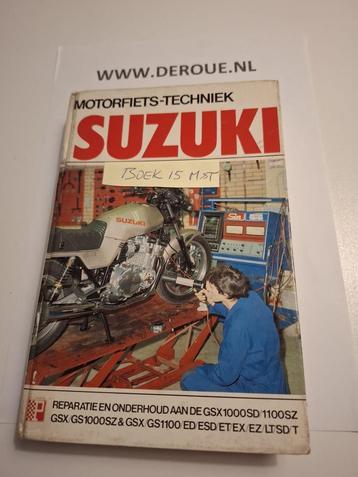 WWW.DEROUE.NL
MOTORFIETS-TECHNIEK
SUZUKI
BOEK 15 MST
SUZUKI
Sun
REPARATIE EN ONDERHOUD AAN DE GSX1000SD/1100SZ
GSX/GS1000SZ & GSX/GS1100/ED/ESD/ET/EX/EZ/LT/SD/T